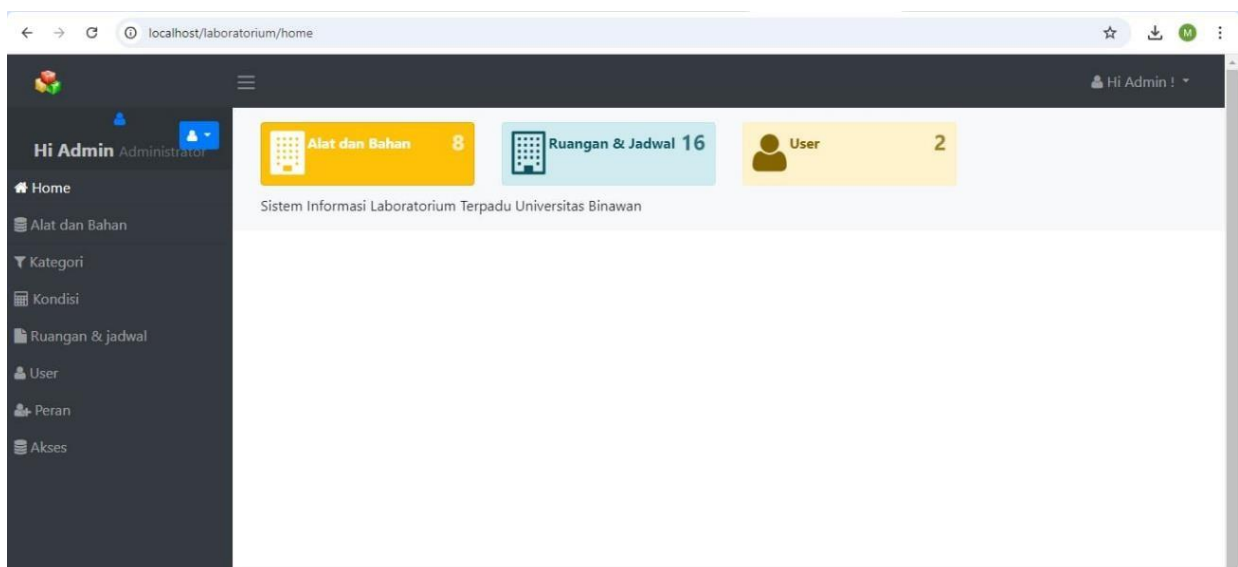 localhost/laboratorium/home
M
Hi Admin !
Hi Admin Administrator
Home
Alat dan Bahan
Kategori
Kondisi
Ruangan & jadwal
User
Peran
Akses
Alat dan Bahan 8
Ruangan & Jadwal 16
User 2
Sistem Informasi Laboratorium Terpadu Universitas Binawan